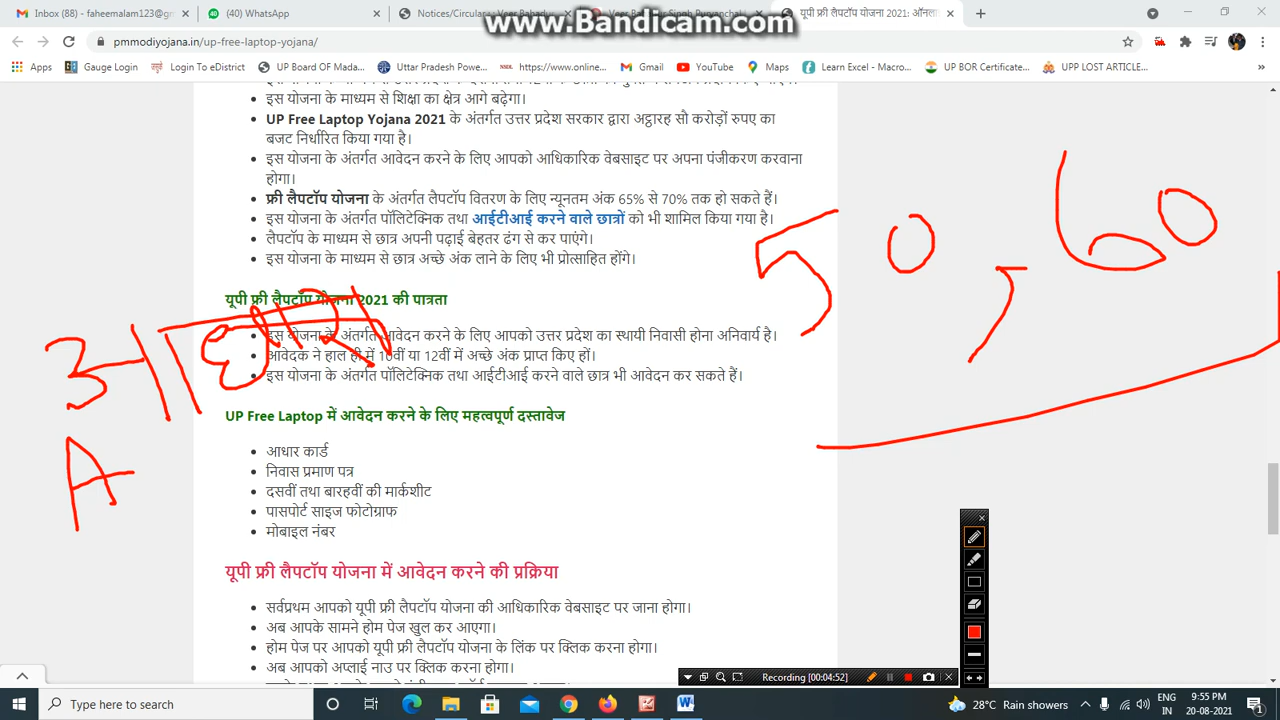 Inbox (8) - faheemalam123@gm
(40) WhatsApp
Notices/Circulars: Veer Bahadu
Singh Purvanchal
यूपी फ्री लैपटॉप योजना 2021: ऑनला
www.Bandicam.com
pmmodiyojana.in/up-free-laptop-yojana/
Apps
Gauge Login
Login To eDistrict
UP Board OF Mada...
Uttar Pradesh Powe...
https://www.online...
Gmail
YouTube
Maps
Learn Excel - Macro...
UP BOR Certificate...
UPP LOST ARTICLE...
»
इस योजना के माध्यम से शिक्षा का क्षेत्र आगे बढ़ेगा।
UP Free Laptop Yojana 2021 के अंतर्गत उत्तर प्रदेश सरकार द्वारा अट्ठारह सौ करोड़ों रुपए का
बजट निर्धारित किया गया है।
इस योजना के अंतर्गत आवेदन करने के लिए आपको आधिकारिक वेबसाइट पर अपना पंजीकरण करवाना
होगा।
फ्री लैपटॉप योजना के अंतर्गत लैपटॉप वितरण के लिए न्यूनतम अंक 65% से 70% तक हो सकते हैं।
इस योजना के अंतर्गत पॉलिटेक्निक तथा आईटीआई करने वाले छात्रों को भी शामिल किया गया है।
लैपटॉप के माध्यम से छात्र अपनी पढ़ाई बेहतर ढंग से कर पाएंगे।
इस योजना के माध्यम से छात्र अच्छे अंक लाने के लिए भी प्रोत्साहित होंगे।
50, 60
यूपी फ्री लैपटॉप योजना 2021 की पात्रता
इस योजना के अंतर्गत आवेदन करने के लिए आपको उत्तर प्रदेश का स्थायी निवासी होना अनिवार्य है।
आवेदक ने हाल ही में 10वीं या 12वीं में अच्छे अंक प्राप्त किए हों।
इस योजना के अंतर्गत पॉलिटेक्निक तथा आईटीआई करने वाले छात्र भी आवेदन कर सकते हैं।
UP Free Laptop में आवेदन करने के लिए महत्वपूर्ण दस्तावेज
आधार कार्ड
निवास प्रमाण पत्र
दसवीं तथा बारहवीं की मार्कशीट
पासपोर्ट साइज फोटोग्राफ
मोबाइल नंबर
यूपी फ्री लैपटॉप योजना में आवेदन करने की प्रक्रिया
सर्वप्रथम आपको यूपी फ्री लैपटॉप योजना की आधिकारिक वेबसाइट पर जाना होगा।
अब आपके सामने होम पेज खुल कर आएगा।
होम पेज पर आपको यूपी फ्री लैपटॉप योजना के लिंक पर क्लिक करना होगा।
अब आपको अप्लाई नाउ पर क्लिक करना होगा।
Recording [00:04:52]
Type here to search
28°C Rain showers
ENG
IN
9:55 PM
20-08-2021